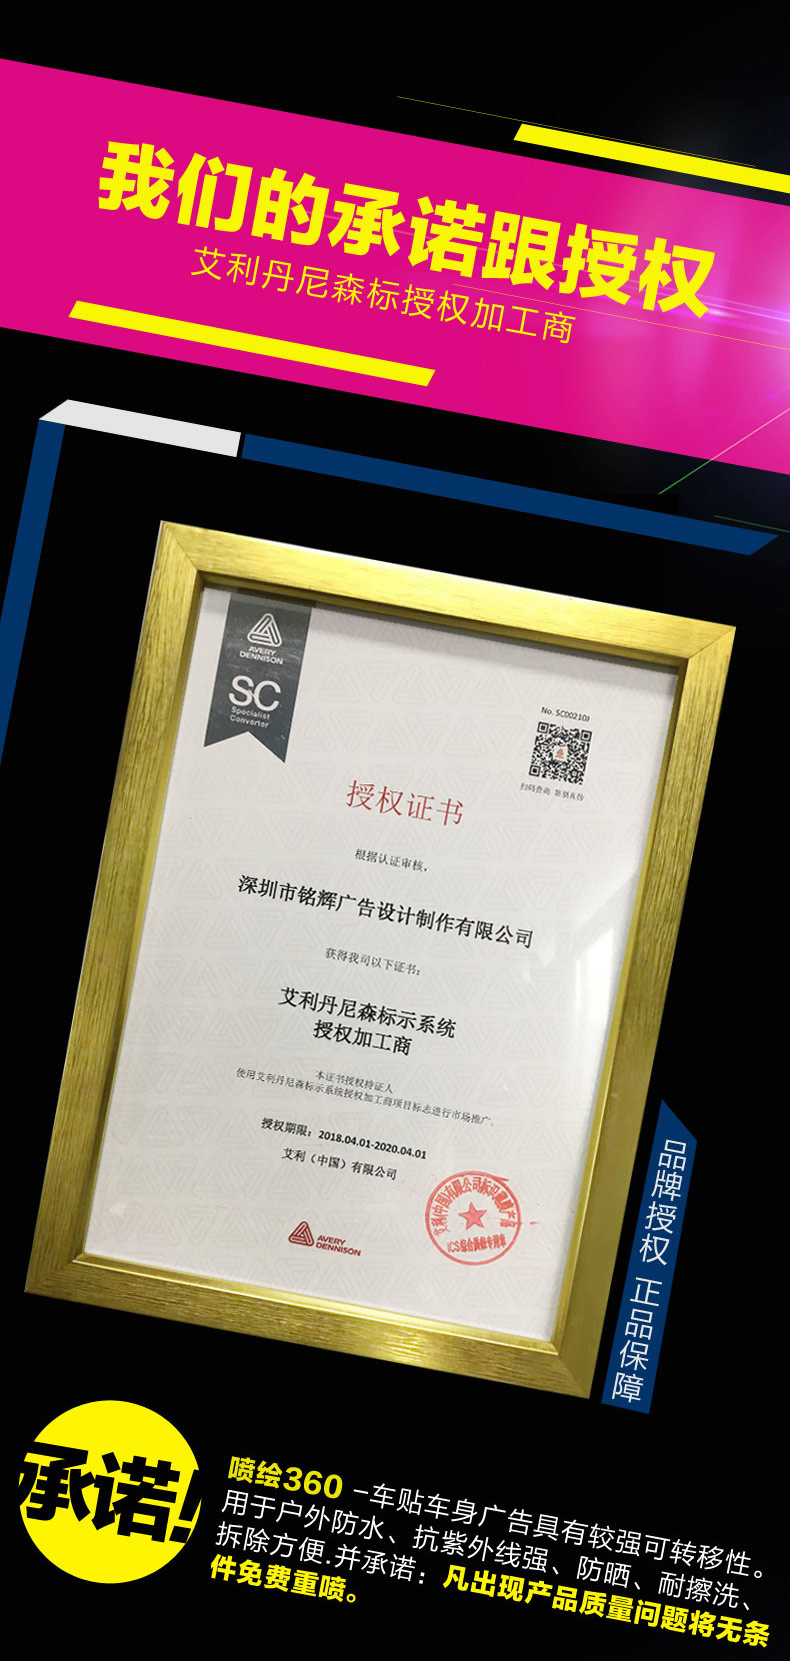 我们的承诺跟授权
艾利丹尼森标授权加工商
AVERY
DENNISON
SC
Specialist
Converter
No. SC00210J
扫码查询 鉴别真伪
授权证书
根据认证审核，
深圳市铭辉广告设计制作有限公司
获得我司以下证书：
艾利丹尼森标示系统
授权加工商
本证书授权持证人
使用艾利丹尼森标示系统授权加工商项目标志进行市场推广.
授权期限：2018.04.01-2020.04.01
艾利（中国）有限公司
AVERY
DENNISON
品牌授权 正品保障
承诺!
喷绘360 -车贴车身广告具有较强可转移性。
用于户外防水、抗紫外线强、防晒、耐擦洗、
拆除方便.并承诺：凡出现产品质量问题将无条
件免费重喷。